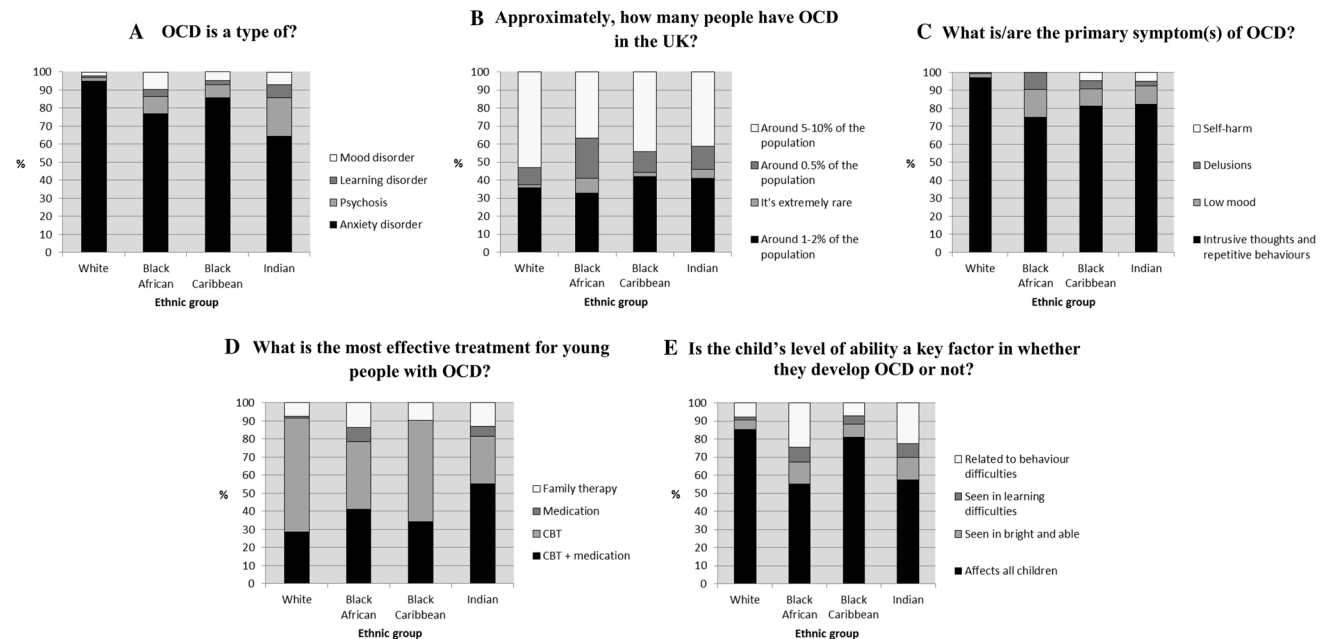 A OCD is a type of?
100
90
80
70
60
50
40
30
20
10
0
%
White
Black
African
Black
Caribbean
Indian
Ethnic group
Mood disorder
Learning disorder
Psychosis
Anxiety disorder
B Approximately, how many people have OCD
in the UK?
100
90
80
70
60
50
40
30
20
10
0
%
White
Black
African
Black
Caribbean
Indian
Ethnic group
Around 5-10% of the
population
Around 0.5% of the
population
It's extremely rare
Around 1-2% of the
population
C What is/are the primary symptom(s) of OCD?
100
90
80
70
60
50
40
30
20
10
0
%
White
Black
African
Black
Caribbean
Indian
Ethnic group
Self-harm
Delusions
Low mood
Intrusive thoughts and
repetitive behaviours
D What is the most effective treatment for young
people with OCD?
100
90
80
70
60
50
40
30
20
10
0
%
White
Black
African
Black
Caribbean
Indian
Ethnic group
Family therapy
Medication
CBT
CBT + medication
E Is the child’s level of ability a key factor in whether
they develop OCD or not?
100
90
80
70
60
50
40
30
20
10
0
%
White
Black
African
Black
Caribbean
Indian
Ethnic group
Related to behaviour
difficulties
Seen in learning
difficulties
Seen in bright and able
Affects all children